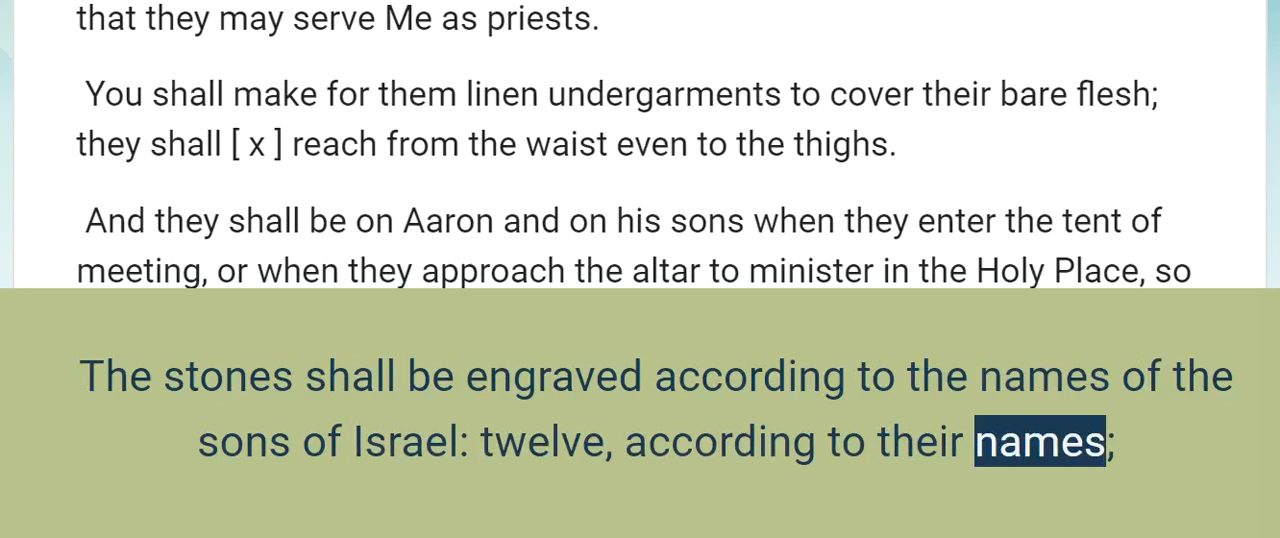 that they may serve Me as priests.
You shall make for them linen undergarments to cover their bare flesh;
they shall [ x ] reach from the waist even to the thighs.
And they shall be on Aaron and on his sons when they enter the tent of
meeting, or when they approach the altar to minister in the Holy Place, so
The stones shall be engraved according to the names of the
sons of Israel: twelve, according to their names;